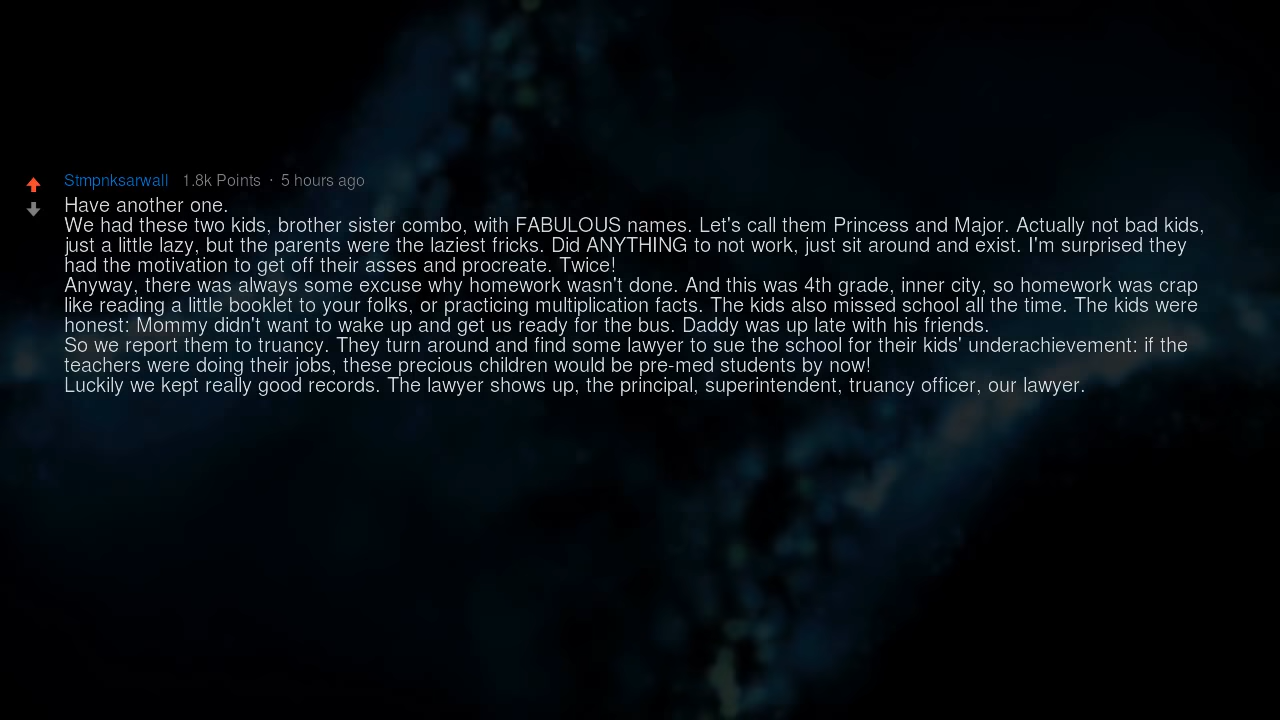 Stmpnksarwall 1.8k Points · 5 hours ago
Have another one.
We had these two kids, brother sister combo, with FABULOUS names. Let's call them Princess and Major. Actually not bad kids,
just a little lazy, but the parents were the laziest fricks. Did ANYTHING to not work, just sit around and exist. I'm surprised they
had the motivation to get off their asses and procreate. Twice!
Anyway, there was always some excuse why homework wasn't done. And this was 4th grade, inner city, so homework was crap
like reading a little booklet to your folks, or practicing multiplication facts. The kids also missed school all the time. The kids were
honest: Mommy didn't want to wake up and get us ready for the bus. Daddy was up late with his friends.
So we report them to truancy. They turn around and find some lawyer to sue the school for their kids' underachievement: if the
teachers were doing their jobs, these precious children would be pre-med students by now!
Luckily we kept really good records. The lawyer shows up, the principal, superintendent, truancy officer, our lawyer.